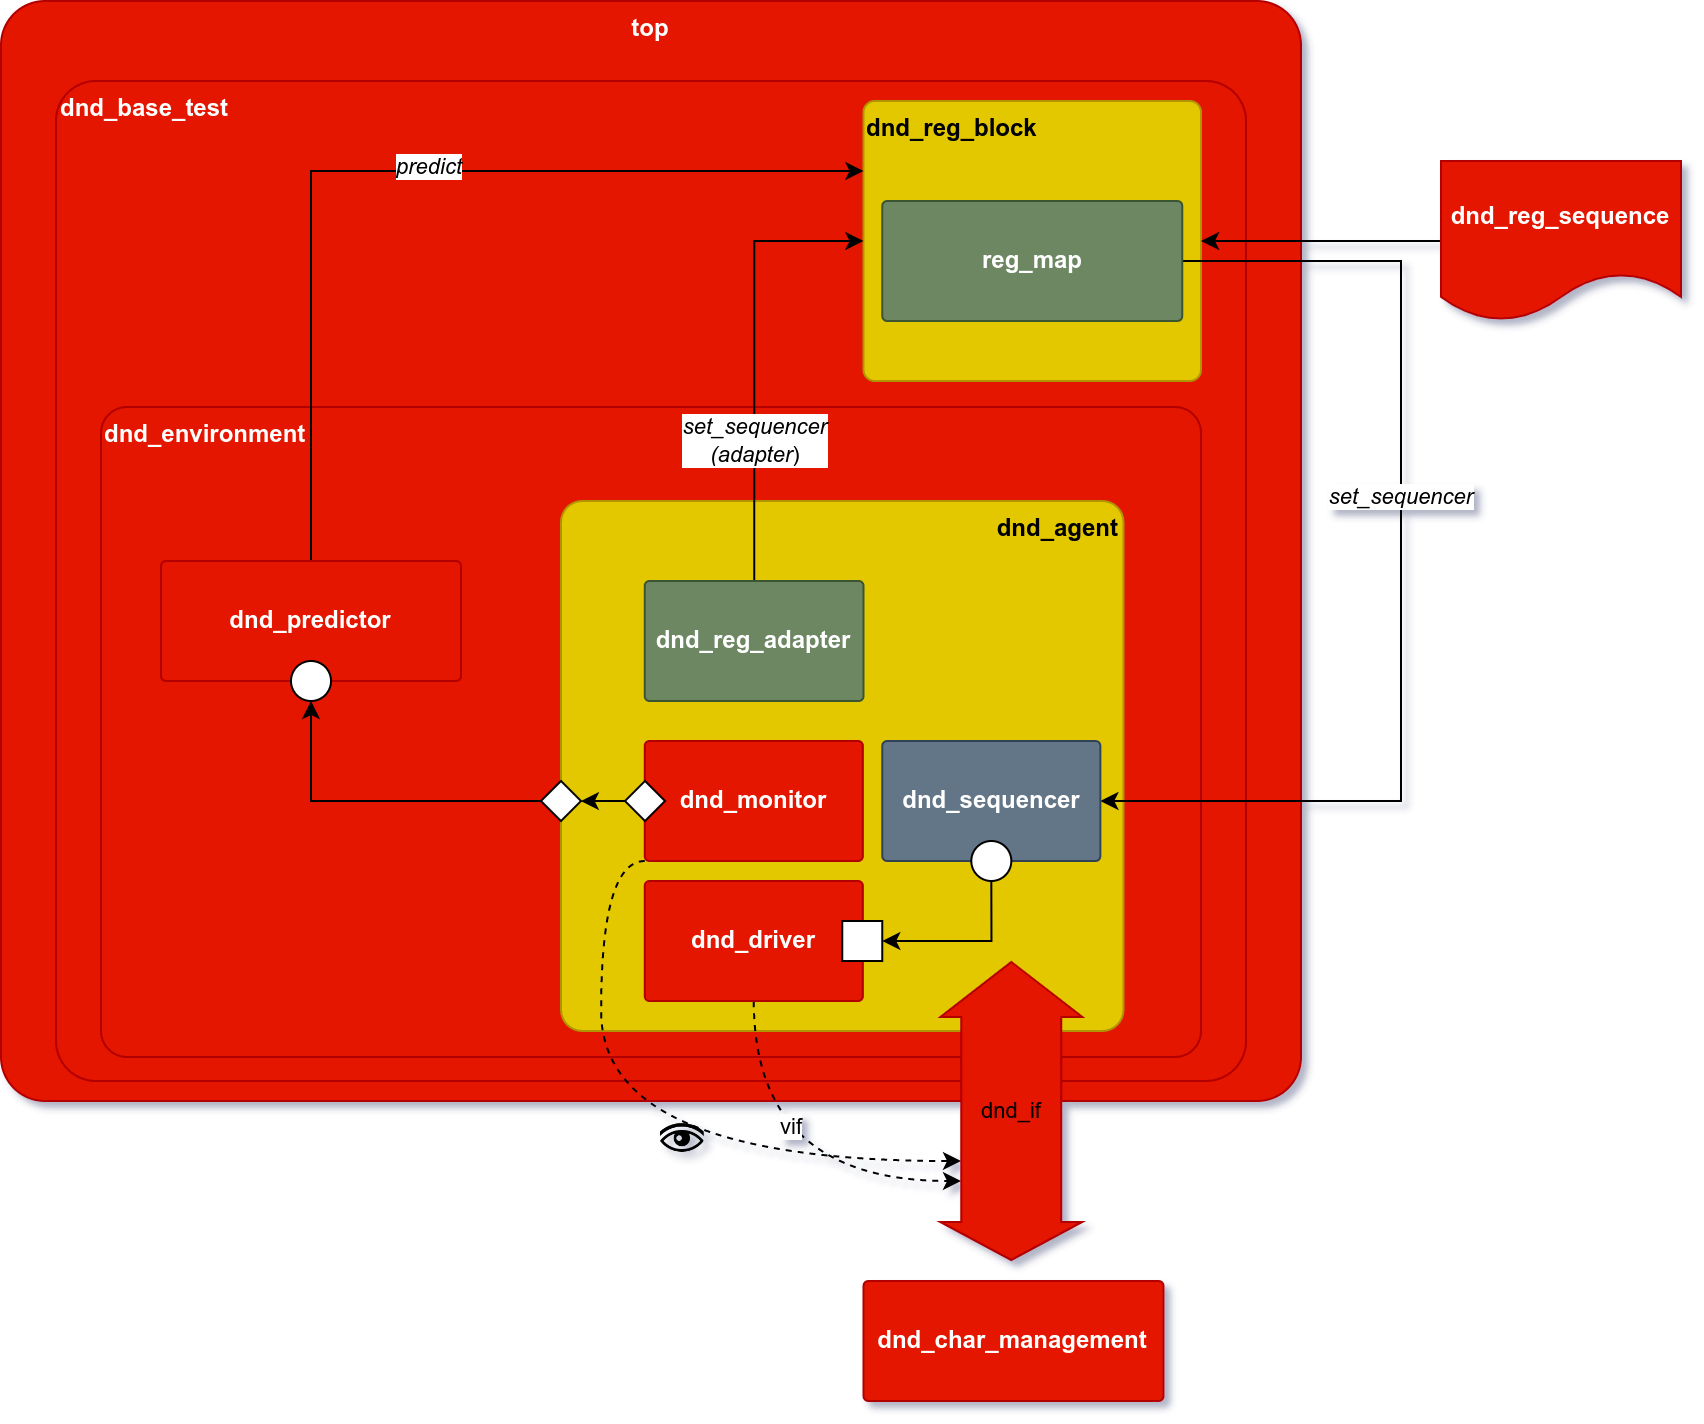 top
dnd_base_test
dnd_reg_block
predict
dnd_reg_sequence
reg_map
set_sequencer
(adapter)
dnd_environment
set_sequencer
dnd_agent
dnd_predictor
dnd_reg_adapter
dnd_monitor
dnd_sequencer
dnd_driver
dnd_if
vif
dnd_char_management